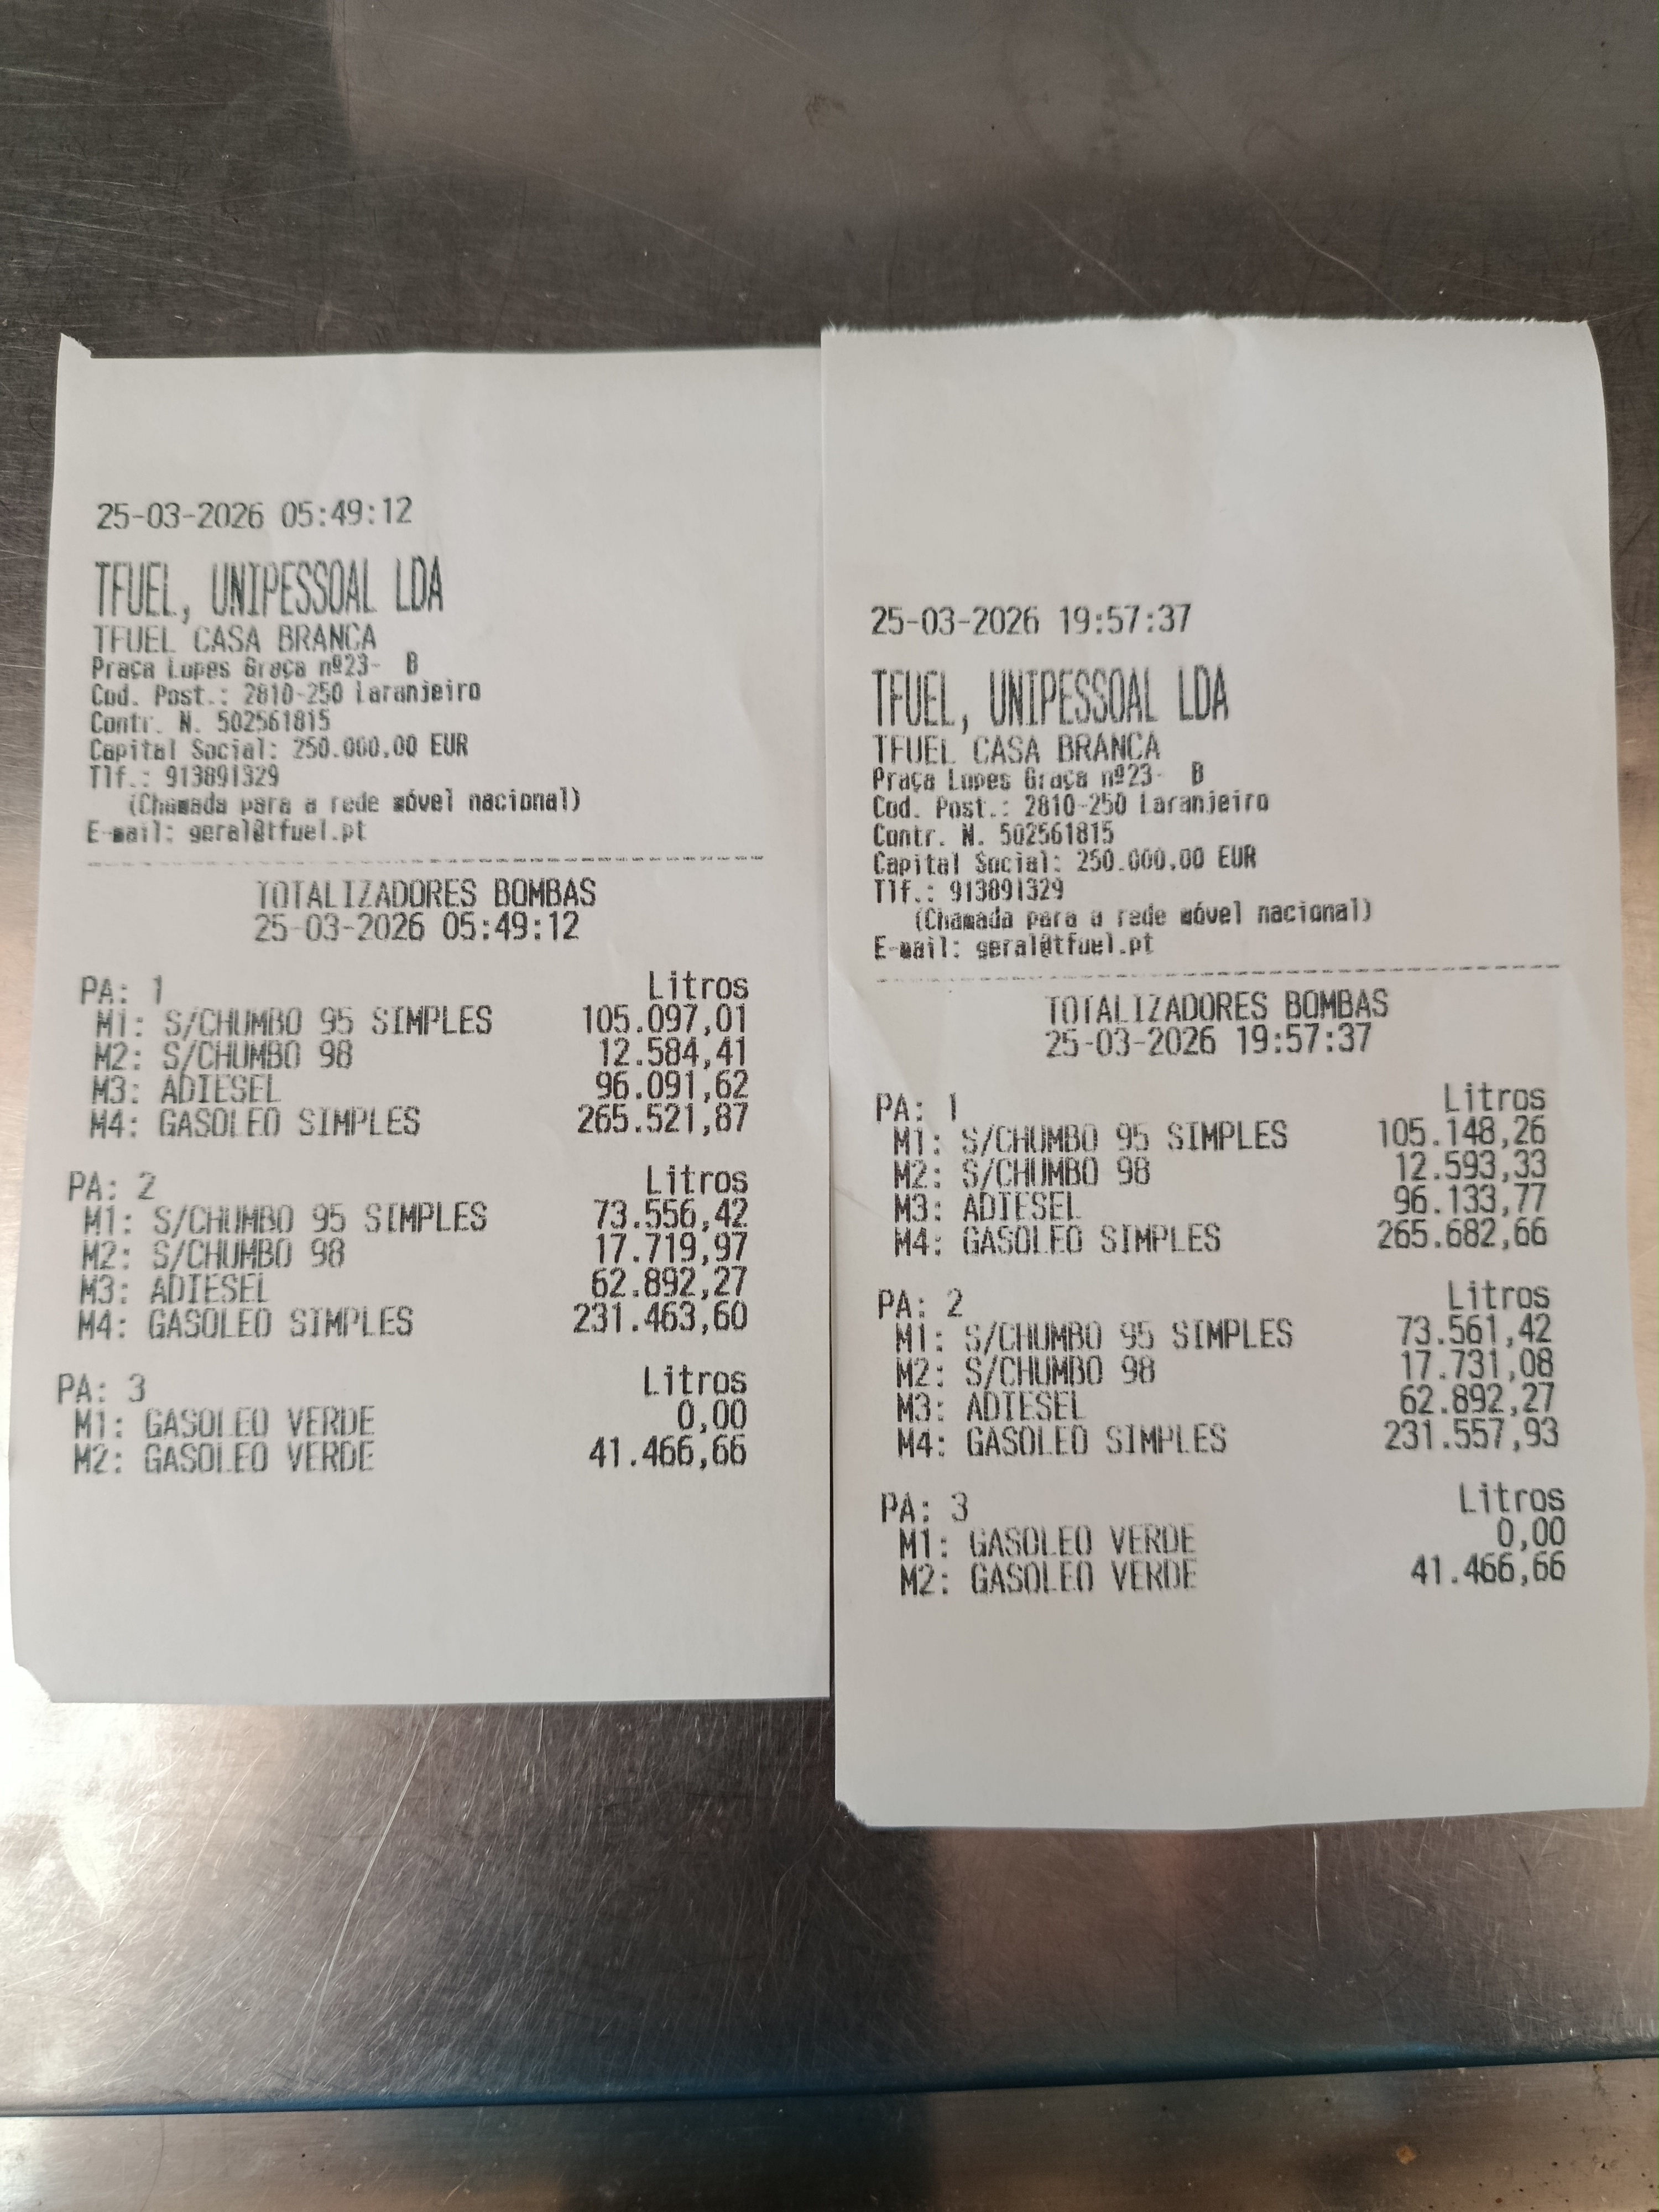 25-03-2026 05:49:12
TFUEL, UNIPESSOAL LDA
TFUEL CASA BRANCA
Praça Lopes Graça nº23-  B
Cod. Post.: 2810-250 Laranjeiro
Contr. N. 502561815
Capital Social: 250.000,00 EUR
Tlf.: 913891329
(Chamada para a rede móvel nacional)
E-mail: geral@tfuel.pt
TOTALIZADORES BOMBAS
25-03-2026 05:49:12
PA: 1 Litros
M1: S/CHUMBO 95 SIMPLES 105.097,01
M2: S/CHUMBO 98 12.584,41
M3: ADIESEL 96.091,62
M4: GASOLEO SIMPLES 265.521,87
PA: 2 Litros
M1: S/CHUMBO 95 SIMPLES 73.556,42
M2: S/CHUMBO 98 17.719,97
M3: ADIESEL 62.892,27
M4: GASOLEO SIMPLES 231.463,60
PA: 3 Litros
M1: GASOLEO VERDE 0,00
M2: GASOLEO VERDE 41.466,66
25-03-2026 19:57:37
TFUEL, UNIPESSOAL LDA
TFUEL CASA BRANCA
Praça Lopes Graça nº23-  B
Cod. Post.: 2810-250 Laranjeiro
Contr. N. 502561815
Capital Social: 250.000,00 EUR
Tlf.: 913891329
(Chamada para a rede móvel nacional)
E-mail: geral@tfuel.pt
TOTALIZADORES BOMBAS
25-03-2026 19:57:37
PA: 1 Litros
M1: S/CHUMBO 95 SIMPLES 105.148,26
M2: S/CHUMBO 98 12.593,33
M3: ADIESEL 96.133,77
M4: GASOLEO SIMPLES 265.682,66
PA: 2 Litros
M1: S/CHUMBO 95 SIMPLES 73.561,42
M2: S/CHUMBO 98 17.731,08
M3: ADIESEL 62.892,27
M4: GASOLEO SIMPLES 231.557,93
PA: 3 Litros
M1: GASOLEO VERDE 0,00
M2: GASOLEO VERDE 41.466,66